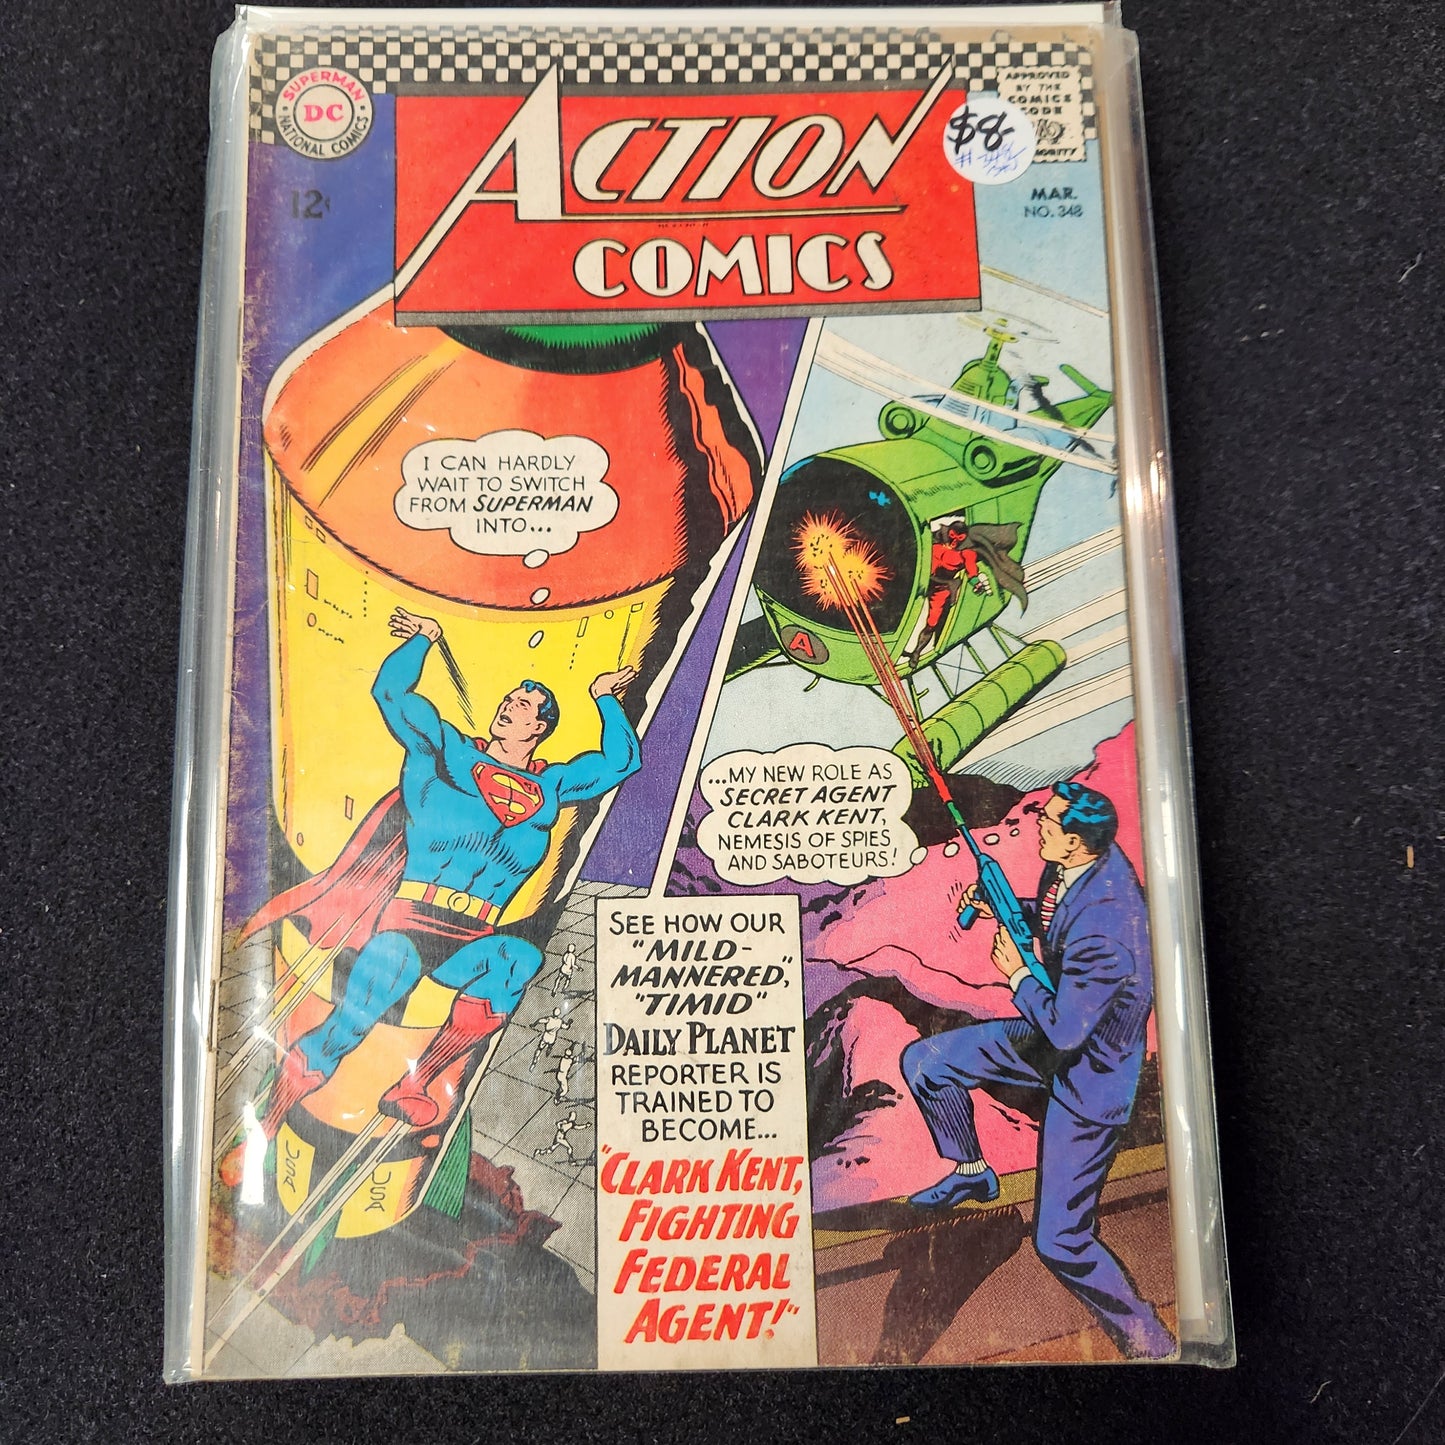 SUPERMAN
DC
NATIONAL COMICS
ACTION
COMICS
$8-
APPROVED
BY THE
COMICS
CODE
MAR.
NO. 348
12¢
I CAN HARDLY
WAIT TO SWITCH
FROM SUPERMAN
INTO...
A
...MY NEW ROLE AS
SECRET AGENT
CLARK KENT,
NEMESIS OF SPIES
AND SABOTEURS!
SEE HOW OUR
"MILD-
MANNERED,"
"TIMID"
DAILY PLANET
REPORTER IS
TRAINED TO
BECOME...
"CLARK KENT,
FIGHTING
FEDERAL
AGENT!"
USA
USA